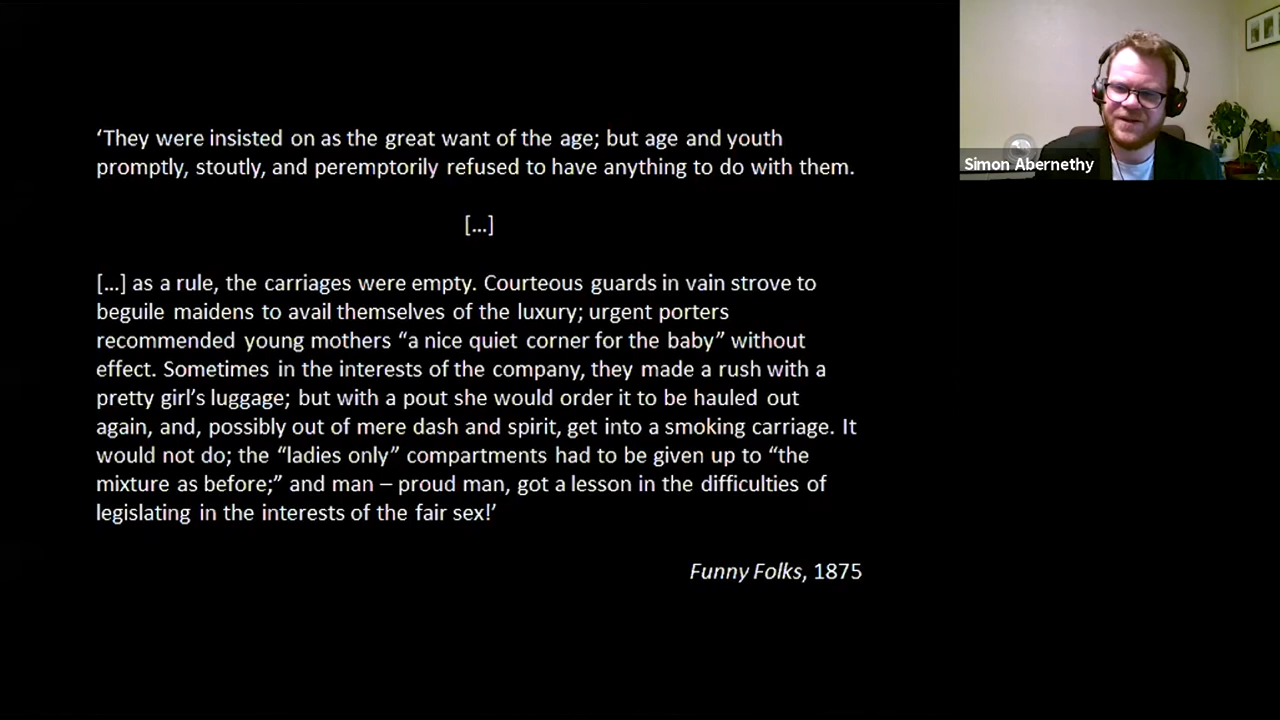 ‘They were insisted on as the great want of the age; but age and youth
promptly, stoutly, and peremptorily refused to have anything to do with them.
[…]
[…] as a rule, the carriages were empty. Courteous guards in vain strove to
beguile maidens to avail themselves of the luxury; urgent porters
recommended young mothers “a nice quiet corner for the baby” without
effect. Sometimes in the interests of the company, they made a rush with a
pretty girl’s luggage; but with a pout she would order it to be hauled out
again, and, possibly out of mere dash and spirit, get into a smoking carriage. It
would not do; the “ladies only” compartments had to be given up to “the
mixture as before;” and man – proud man, got a lesson in the difficulties of
legislating in the interests of the fair sex!’
Funny Folks, 1875
Simon Abernethy